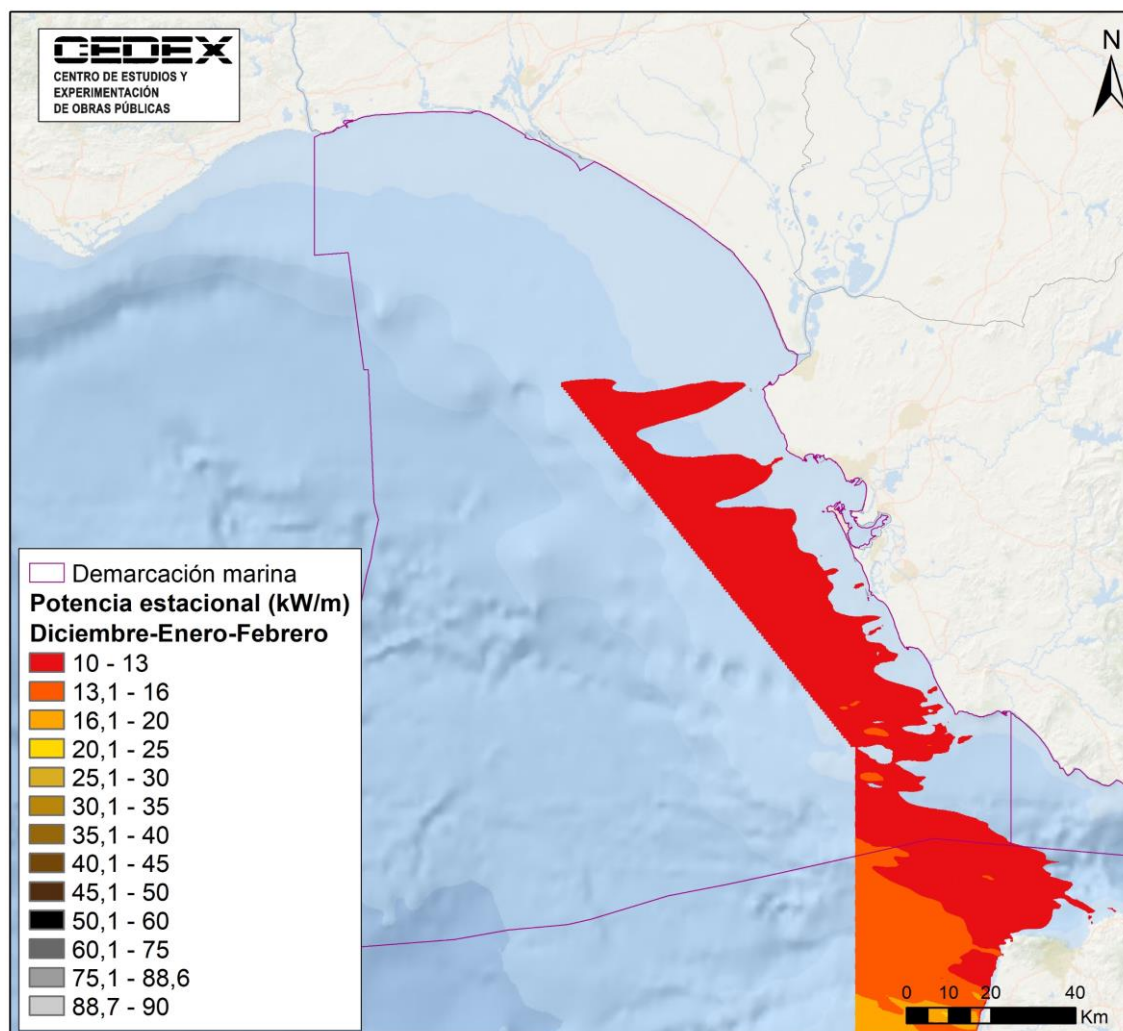 CEDEX
CENTRO DE ESTUDIOS Y
EXPERIMENTACIÓN
DE OBRAS PÚBLICAS
N
Demarcación marina
Potencia estacional (kW/m)
Diciembre-Enero-Febrero
10 - 13
13,1 - 16
16,1 - 20
20,1 - 25
25,1 - 30
30,1 - 35
35,1 - 40
40,1 - 45
45,1 - 50
50,1 - 60
60,1 - 75
75,1 - 88,6
88,7 - 90
0 10 20 40
Km